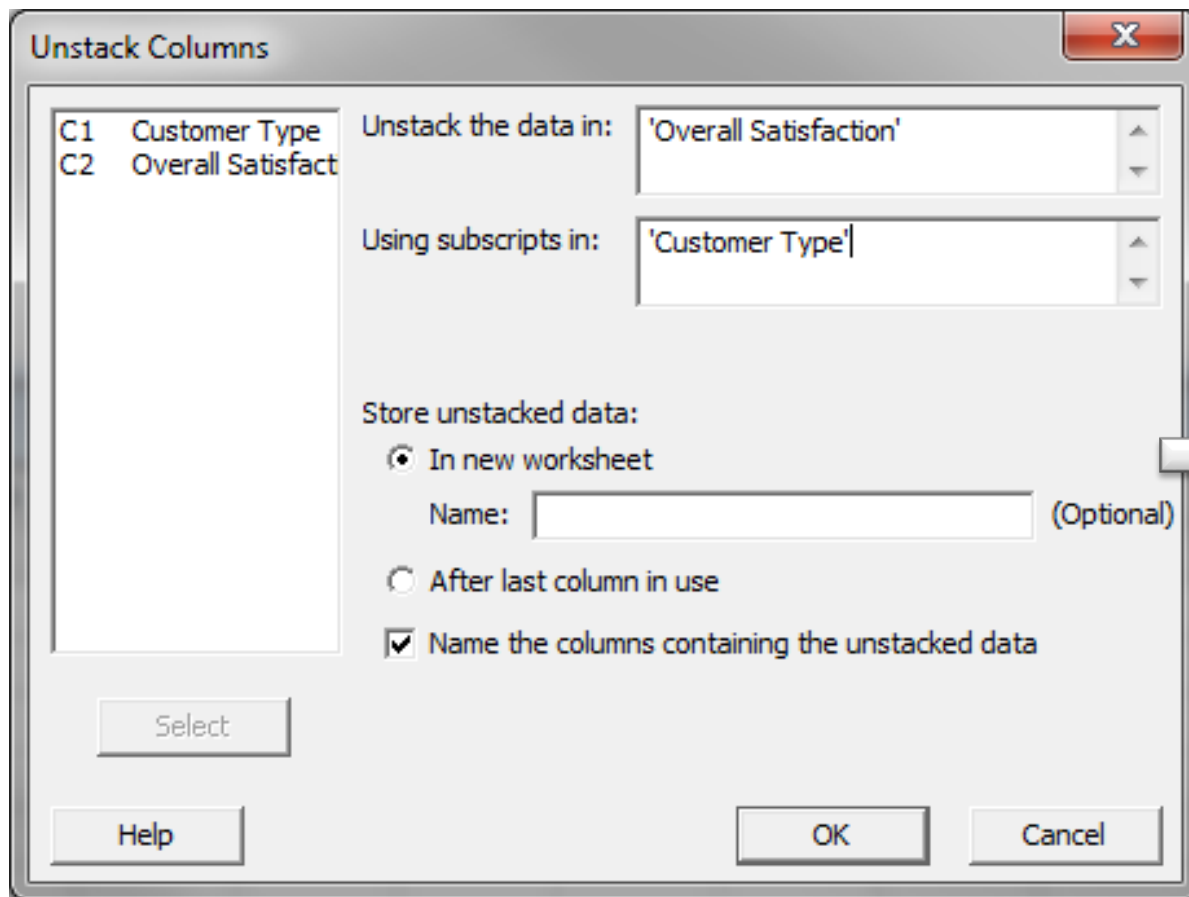 Unstack Columns
C1 Customer Type
C2 Overall Satisfact
Unstack the data in: 'Overall Satisfaction'
Using subscripts in: 'Customer Type'
Store unstacked data:
In new worksheet
Name: (Optional)
After last column in use
Name the columns containing the unstacked data
Select
Help OK Cancel